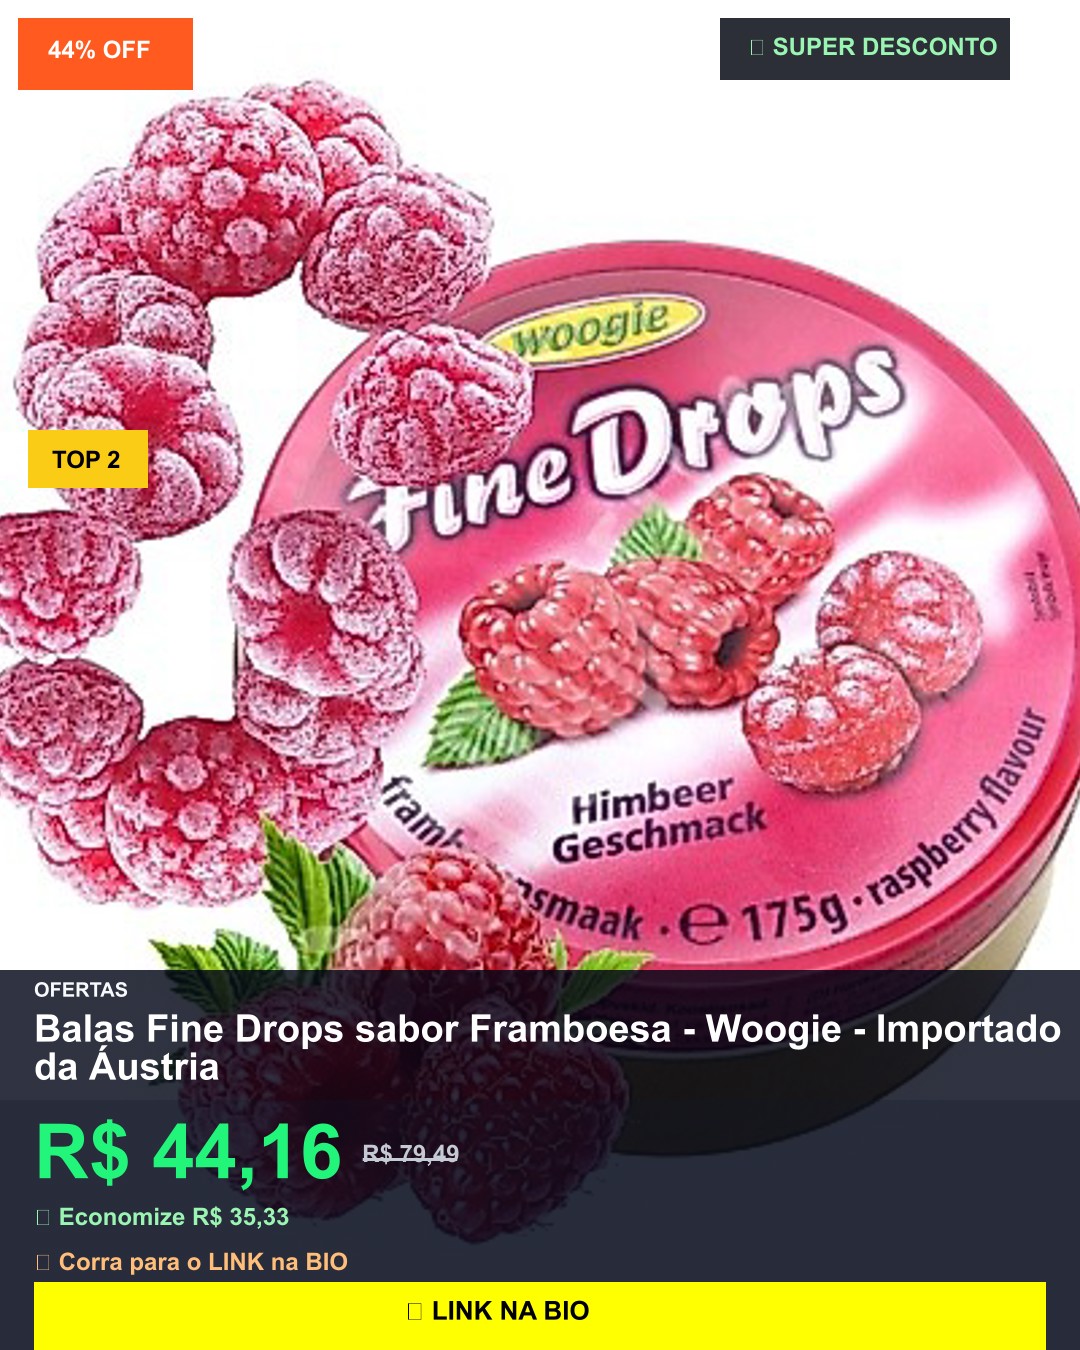 44% OFF
SUPER DESCONTO
woogie
Fine Drops
TOP 2
Himbeer
Geschmack
nsmaak · ℮ 175g · raspberry flavour
OFERTAS
Balas Fine Drops sabor Framboesa - Woogie - Importado
da Áustria
R$ 44,16 R$ 79,49
Economize R$ 35,33
Corra para o LINK na BIO
LINK NA BIO